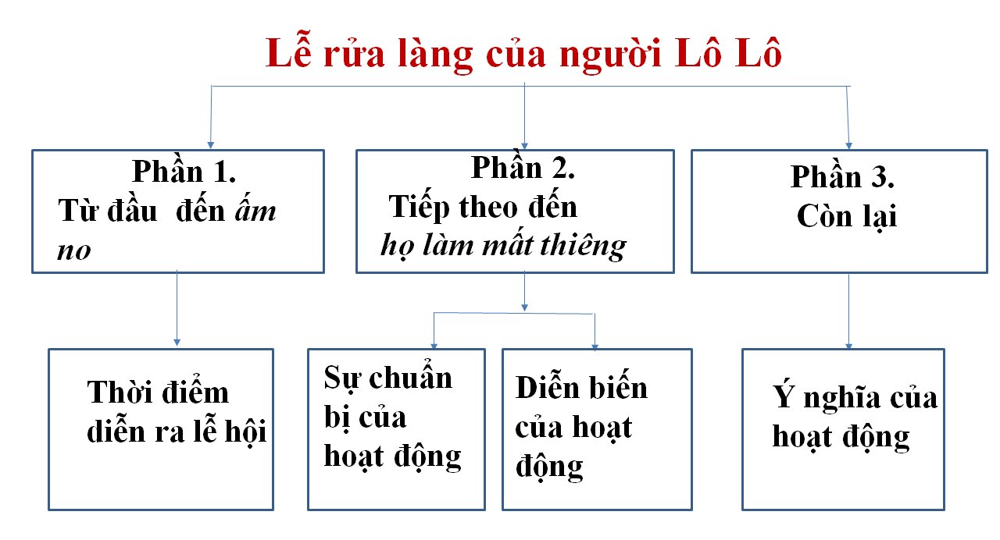 Lễ rửa làng của người Lô Lô
Phần 1.
Từ đầu đến ấm
no
Phần 2.
Tiếp theo đến
họ làm mất thiêng
Phần 3.
Còn lại
Thời điểm
diễn ra lễ hội
Sự chuẩn
bị của
hoạt động
Diễn biến
của hoạt
động
Ý nghĩa của
hoạt động